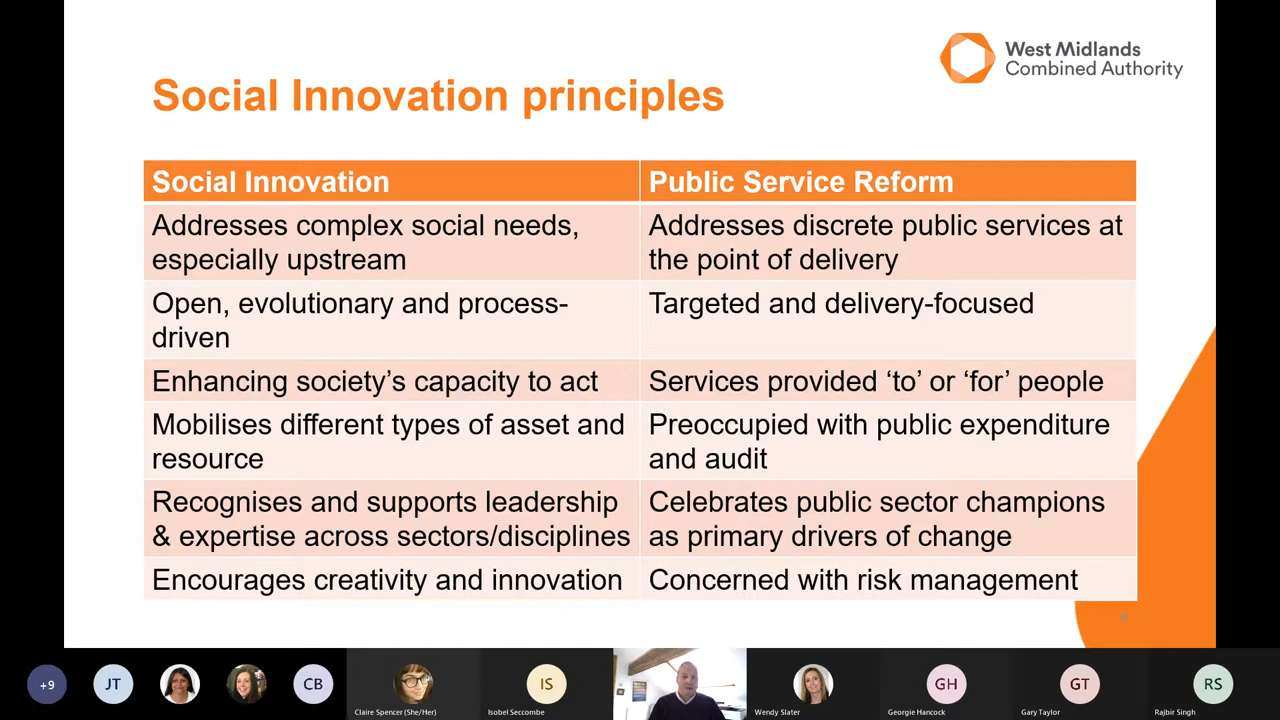 West Midlands
Combined Authority
Social Innovation principles
Social Innovation
Public Service Reform
Addresses complex social needs,
especially upstream
Addresses discrete public services at
the point of delivery
Open, evolutionary and process-
driven
Targeted and delivery-focused
Enhancing society’s capacity to act
Services provided ‘to’ or ‘for’ people
Mobilises different types of asset and
resource
Preoccupied with public expenditure
and audit
Recognises and supports leadership
& expertise across sectors/disciplines
Celebrates public sector champions
as primary drivers of change
Encourages creativity and innovation
Concerned with risk management
+9
JT
CB
Claire Spencer (She/Her)
IS
Isobel Seccombe
Wendy Slater
GH
Georgie Hancock
GT
Gary Taylor
RS
Rajbir Singh